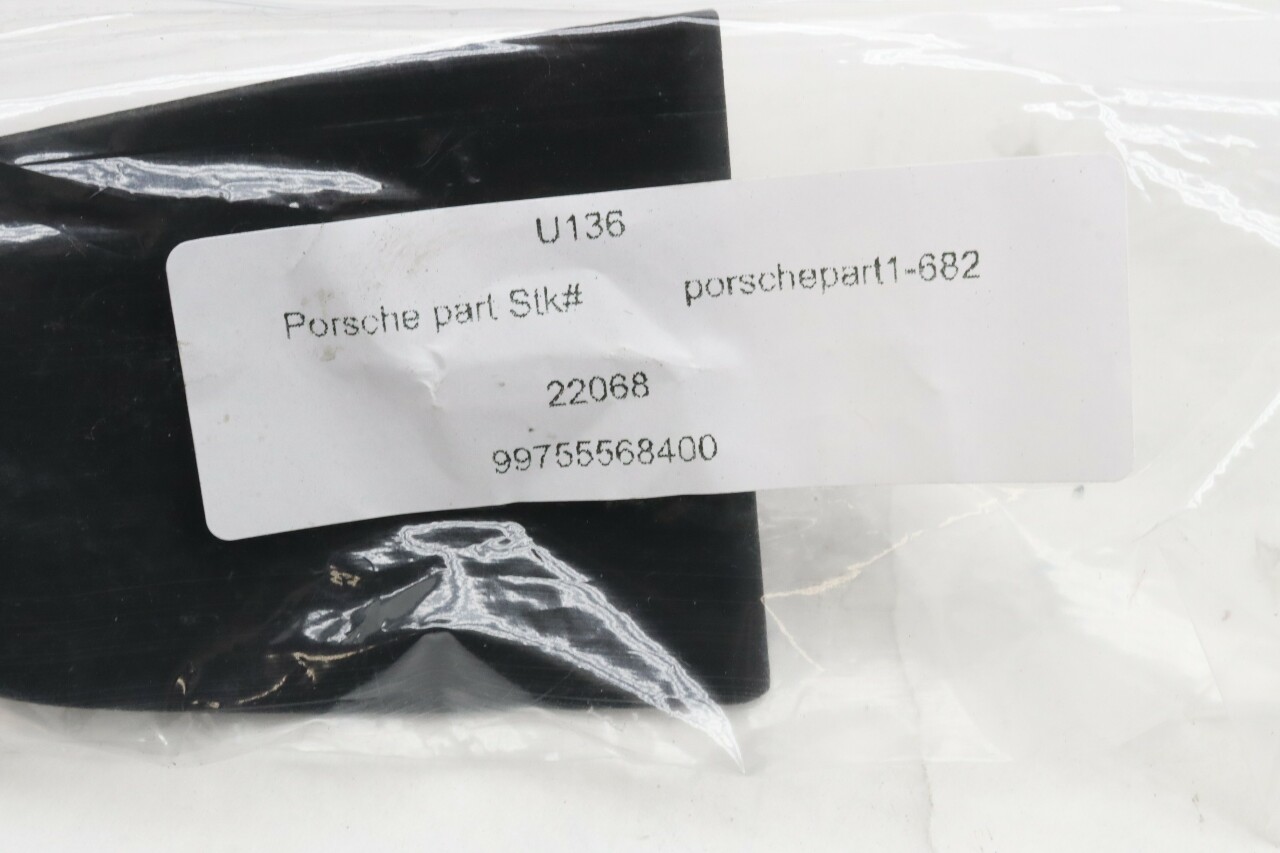 U136
Porsche part Stk# porschepart1-682
22068
99755568400